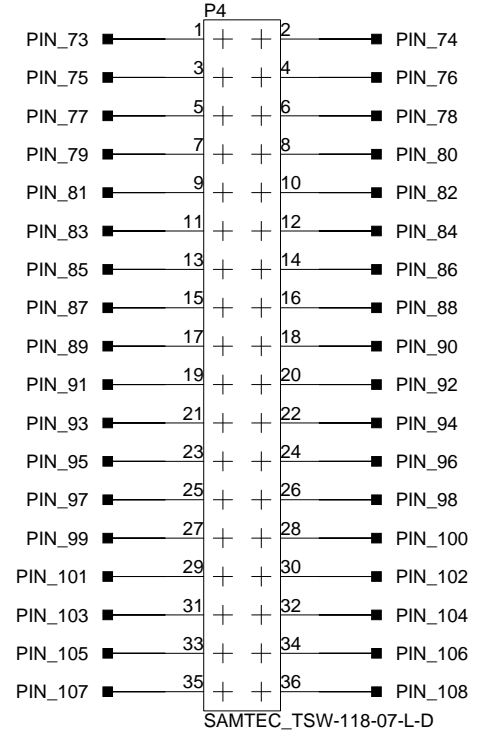 P4
PIN_73 1 2 PIN_74
PIN_75 3 4 PIN_76
PIN_77 5 6 PIN_78
PIN_79 7 8 PIN_80
PIN_81 9 10 PIN_82
PIN_83 11 12 PIN_84
PIN_85 13 14 PIN_86
PIN_87 15 16 PIN_88
PIN_89 17 18 PIN_90
PIN_91 19 20 PIN_92
PIN_93 21 22 PIN_94
PIN_95 23 24 PIN_96
PIN_97 25 26 PIN_98
PIN_99 27 28 PIN_100
PIN_101 29 30 PIN_102
PIN_103 31 32 PIN_104
PIN_105 33 34 PIN_106
PIN_107 35 36 PIN_108
SAMTEC_TSW-118-07-L-D